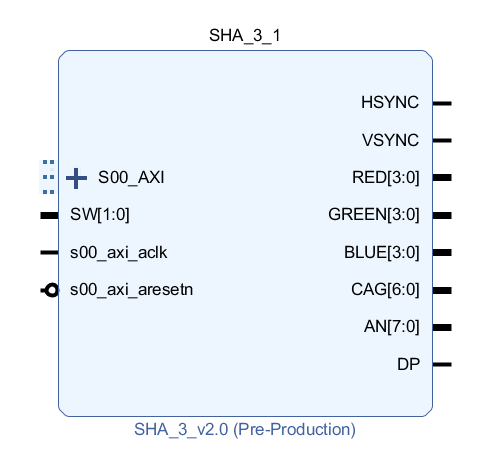 SHA_3_1
HSYNC
VSYNC
S00_AXI RED[3:0]
SW[1:0] GREEN[3:0]
s00_axi_aclk BLUE[3:0]
s00_axi_aresetn CAG[6:0]
AN[7:0]
DP
SHA_3_v2.0 (Pre-Production)